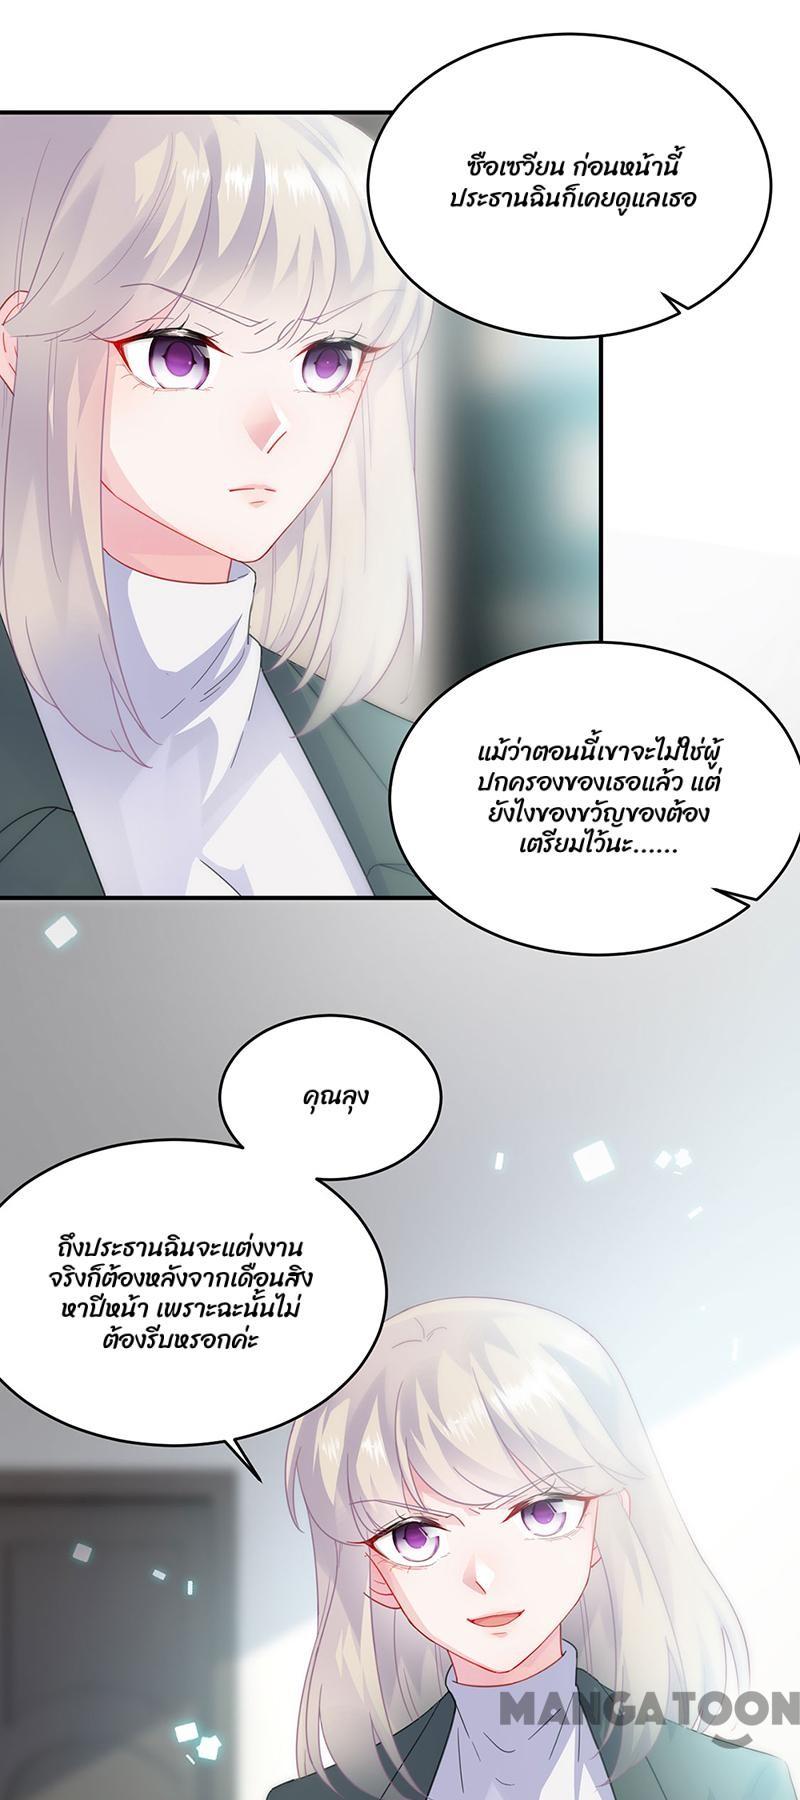 ซือเซวียน ก่อนหน้านี้
ประธานฉินก็เคยดูแลเธอ
แม้ว่าตอนนี้เขาจะไม่ใช่ผู้
ปกครองของเธอแล้ว แต่
ยังไงของขวัญของต้อง
เตรียมไว้นะ......
คุณลุง
ถึงประธานฉินจะแต่งงาน
จริงก็ต้องหลังจากเดือนสิง
หาปีหน้า เพราะฉะนั้นไม่
ต้องรีบหรอกค่ะ
MANGATOON